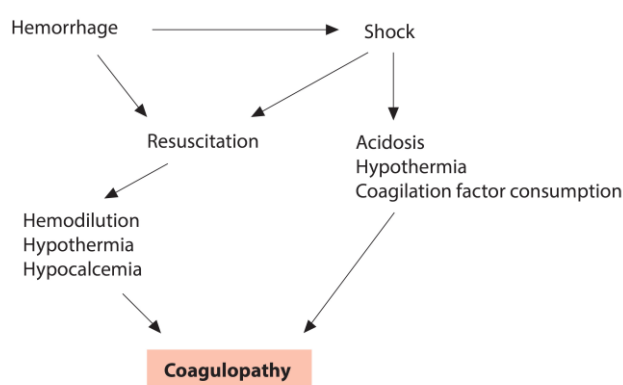 Hemorrhage
Shock
Resuscitation
Acidosis
Hypothermia
Coagilation factor consumption
Hemodilution
Hypothermia
Hypocalcemia
Coagulopathy